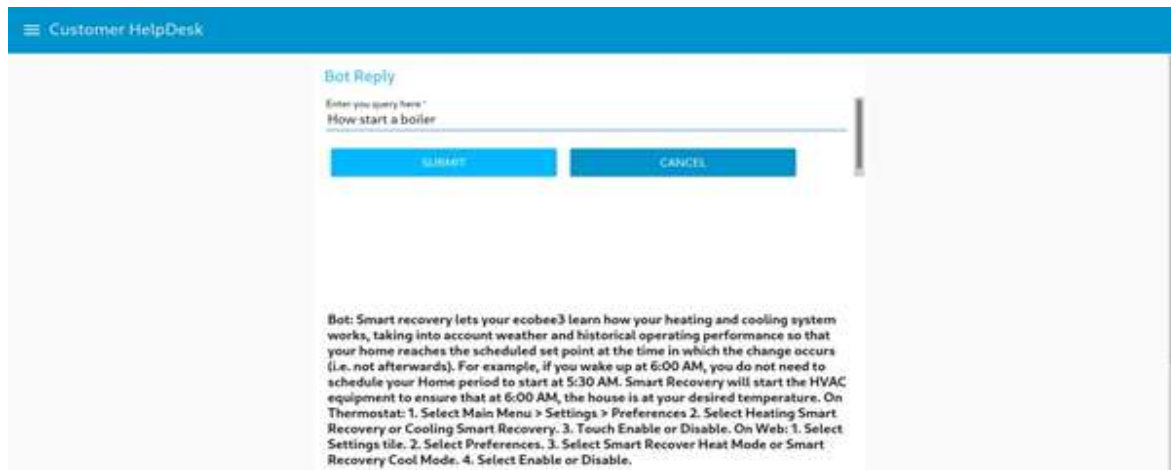 Customer HelpDesk
Bot Reply
Enter you query here *
How start a boiler
SUBMIT
CANCEL
Bot: Smart recovery lets your ecobee3 learn how your heating and cooling system
works, taking into account weather and historical operating performance so that
your home reaches the scheduled set point at the time in which the change occurs
(i.e. not afterwards). For example, if you wake up at 6:00 AM, you do not need to
schedule your Home period to start at 5:30 AM. Smart Recovery will start the HVAC
equipment to ensure that at 6:00 AM, the house is at your desired temperature. On
Thermostat: 1. Select Main Menu > Settings > Preferences 2. Select Heating Smart
Recovery or Cooling Smart Recovery. 3. Touch Enable or Disable. On Web: 1. Select
Settings tile. 2. Select Preferences. 3. Select Smart Recover Heat Mode or Smart
Recovery Cool Mode. 4. Select Enable or Disable.